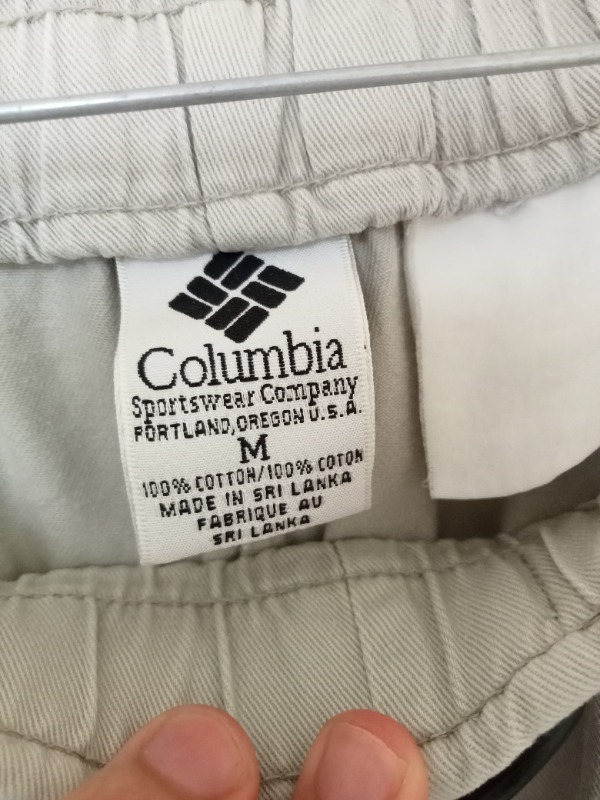 Columbia
Sportswear Company
PORTLAND, OREGON U.S.A.
M
100% COTTON/100% COTON
MADE IN SRI LANKA
FABRIQUE AU
SRI LANKA